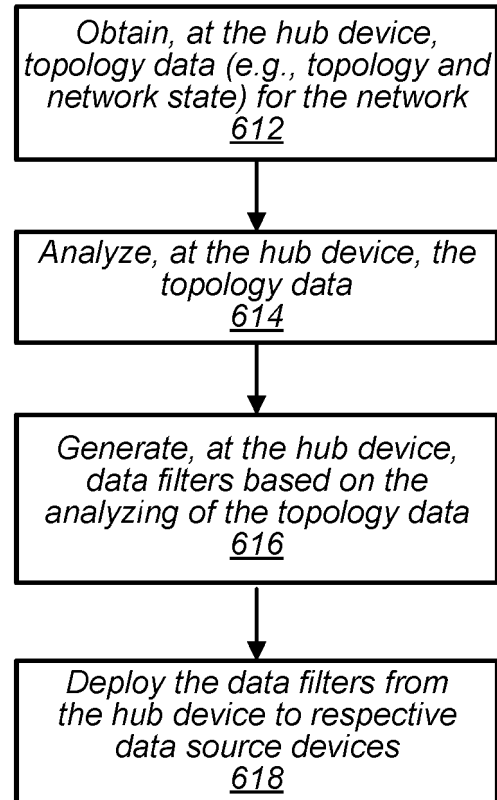 Obtain, at the hub device,
topology data (e.g., topology and
network state) for the network
612
Analyze, at the hub device, the
topology data
614
Generate, at the hub device,
data filters based on the
analyzing of the topology data
616
Deploy the data filters from
the hub device to respective
data source devices
618